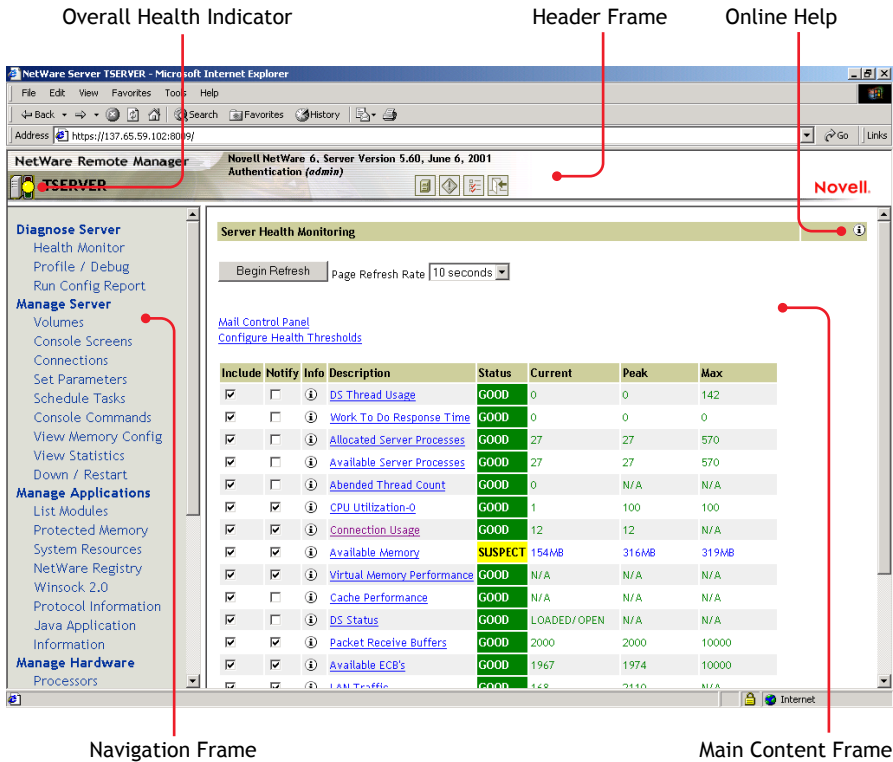 Overall Health Indicator
Header Frame
Online Help
NetWare Server TSERVER - Microsoft Internet Explorer
File Edit View Favorites Tools Help
Back Search Favorites History
Address https://137.65.59.102:8009/ Go Links
NetWare Remote Manager
TSERVER
Novell NetWare 6, Server Version 5.60, June 6, 2001
Authentication (admin)
Novell.
Diagnose Server
Health Monitor
Profile / Debug
Run Config Report
Manage Server
Volumes
Console Screens
Connections
Set Parameters
Schedule Tasks
Console Commands
View Memory Config
View Statistics
Down / Restart
Manage Applications
List Modules
Protected Memory
System Resources
NetWare Registry
Winsock 2.0
Protocol Information
Java Application
Information
Manage Hardware
Processors
Server Health Monitoring
Begin Refresh Page Refresh Rate 10 seconds
Mail Control Panel
Configure Health Thresholds
Include Notify Info Description Status Current Peak Max
DS Thread Usage GOOD 0 0 142
Work To Do Response Time GOOD 0 0 0
Allocated Server Processes GOOD 27 27 570
Available Server Processes GOOD 27 27 570
Abended Thread Count GOOD 0 N/A N/A
CPU Utilization-0 GOOD 1 100 100
Connection Usage GOOD 12 12 N/A
Available Memory SUSPECT 154MB 316MB 319MB
Virtual Memory Performance GOOD N/A N/A N/A
Cache Performance GOOD N/A N/A N/A
DS Status GOOD LOADED/OPEN N/A N/A
Packet Receive Buffers GOOD 2000 2000 10000
Available ECB's GOOD 1967 1974 10000
LAN Traffic GOOD 168 2110 N/A
Internet
Navigation Frame
Main Content Frame